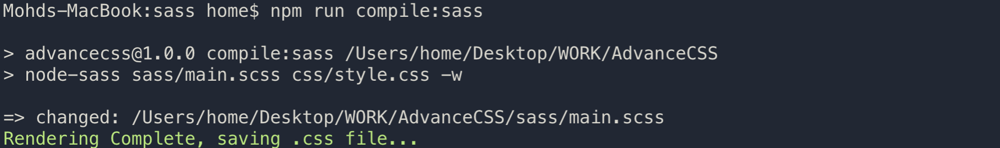 Mohds-MacBook:sass home$ npm run compile:sass
> advancecss@1.0.0 compile:sass /Users/home/Desktop/WORK/AdvanceCSS
> node-sass sass/main.scss css/style.css -w
=> changed: /Users/home/Desktop/WORK/AdvanceCSS/sass/main.scss
Rendering Complete, saving .css file...